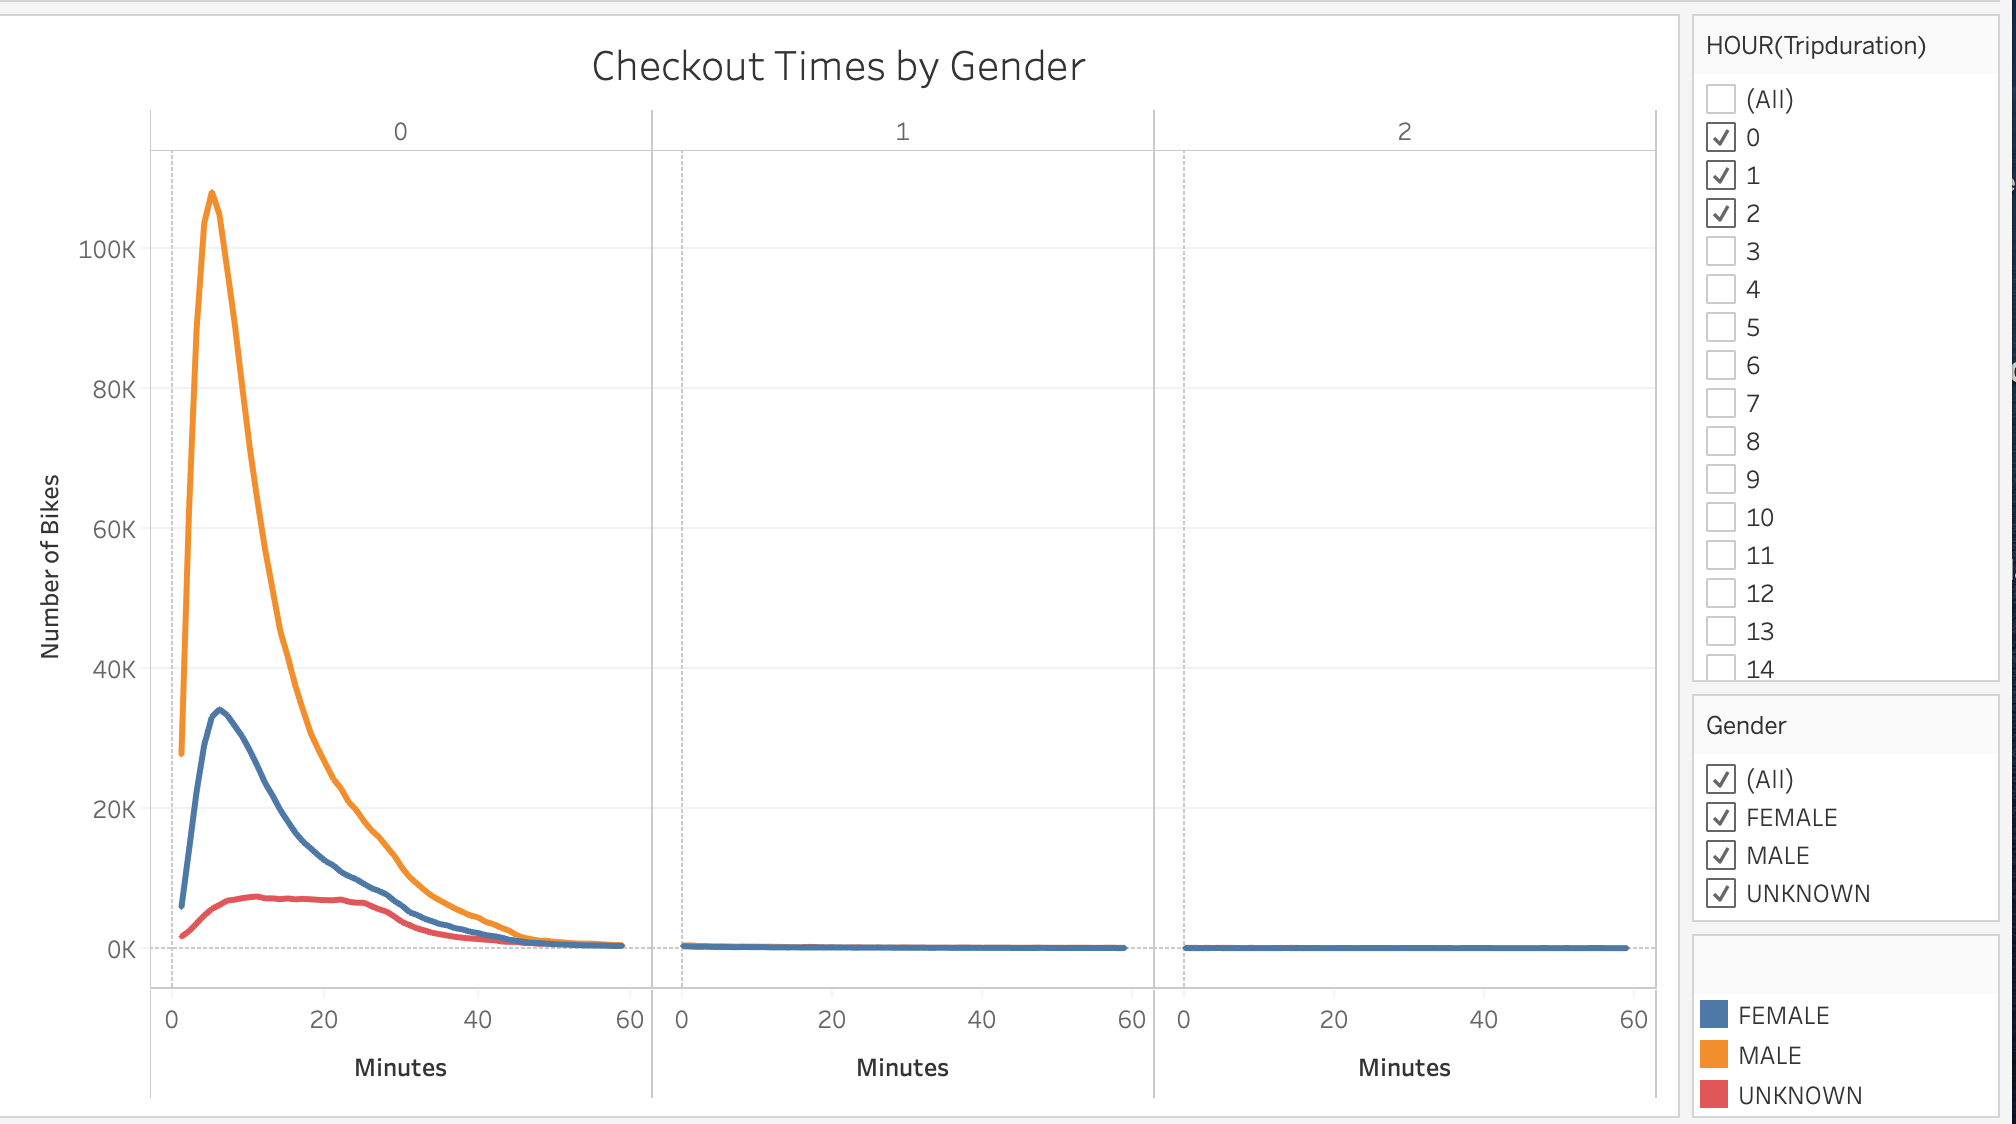 Checkout Times by Gender
0 1 2
100K
80K
60K
40K
20K
0K
Number of Bikes
0 20 40 60 0 20 40 60 0 20 40 60
Minutes Minutes Minutes
HOUR(Tripduration)
(All)
0
1
2
3
4
5
6
7
8
9
10
11
12
13
14
Gender
(All)
FEMALE
MALE
UNKNOWN
FEMALE
MALE
UNKNOWN